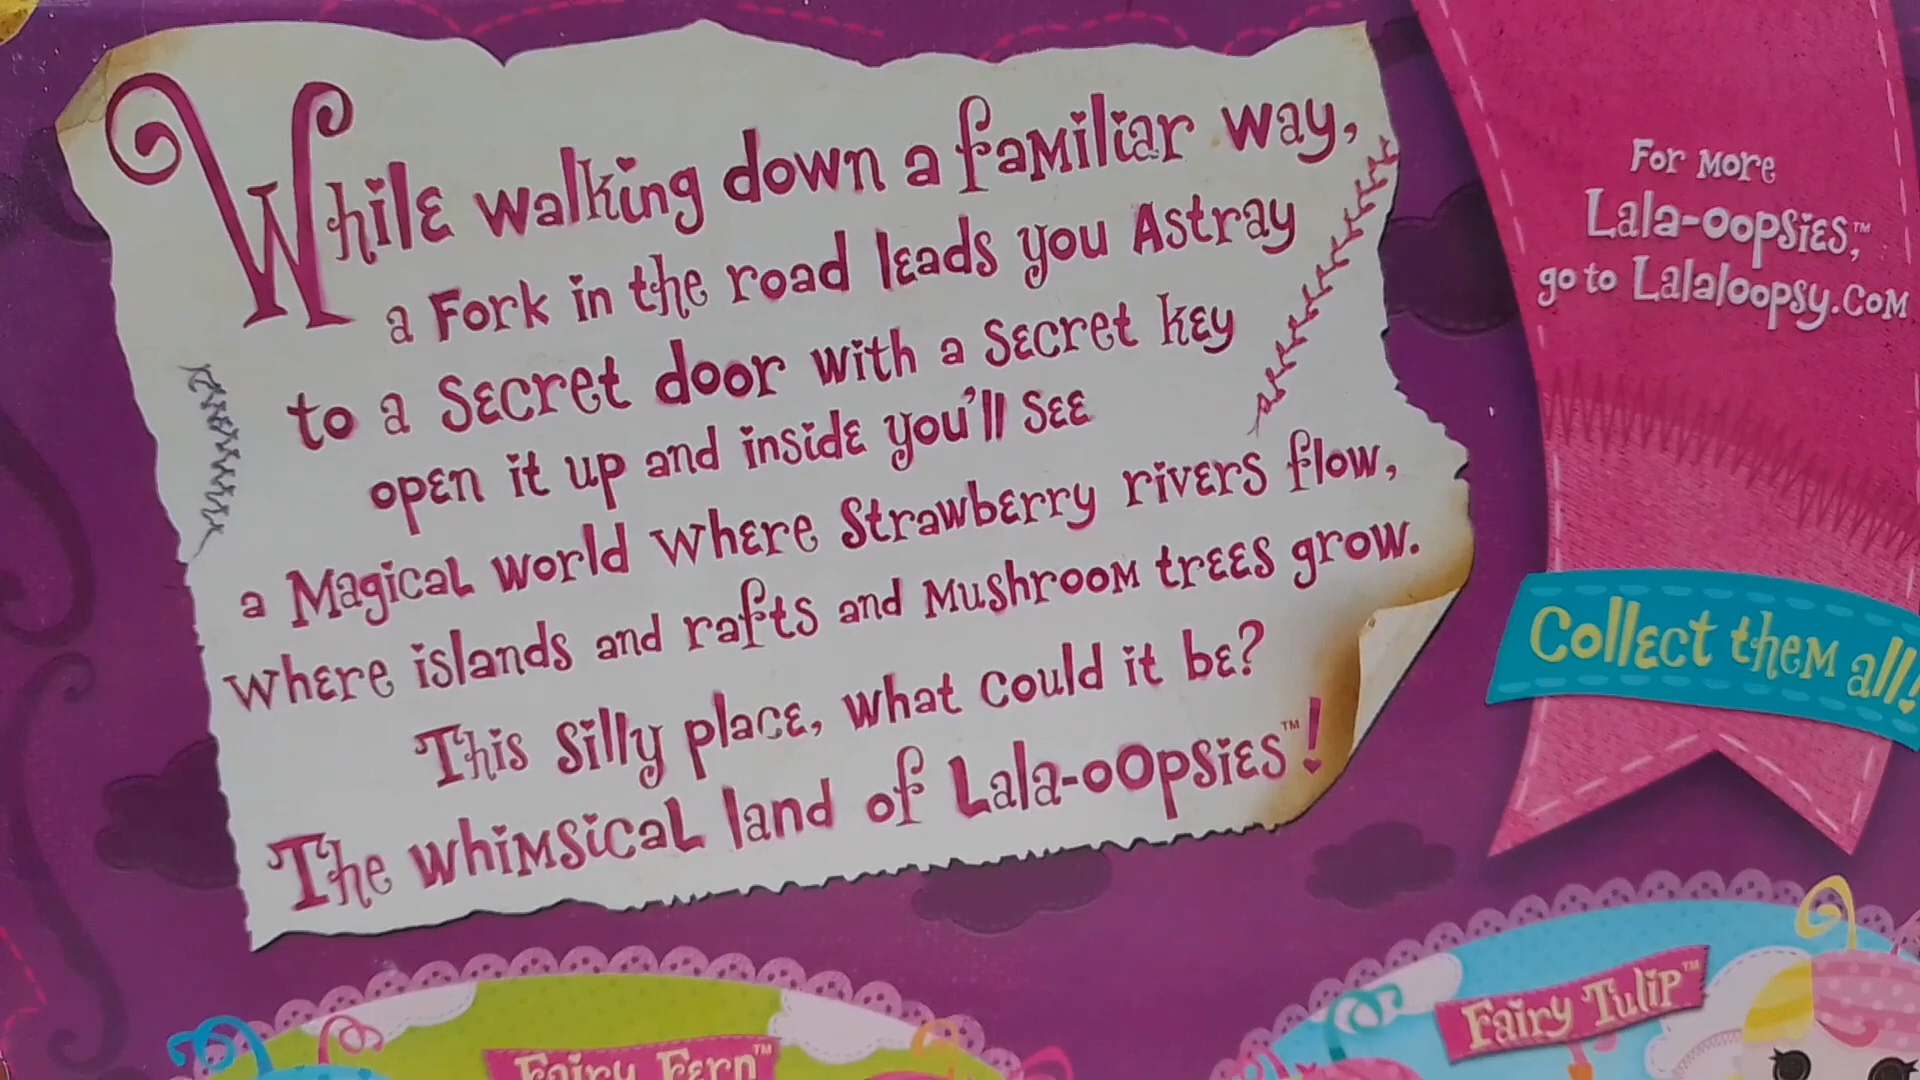 While walking down a familiar way,
a Fork in the road leads you Astray
to a Secret door with a Secret key
open it up and inside you'll See
a Magical world where Strawberry rivers flow,
where islands and rafts and Mushroom trees grow.
This silly place, what could it be?
The whimsical land of Lala-oopsies™!
For More
Lala-oopsies,™
go to Lalaloopsy.com
Collect them all!
Fairy Tulip™
Fairy Fern™